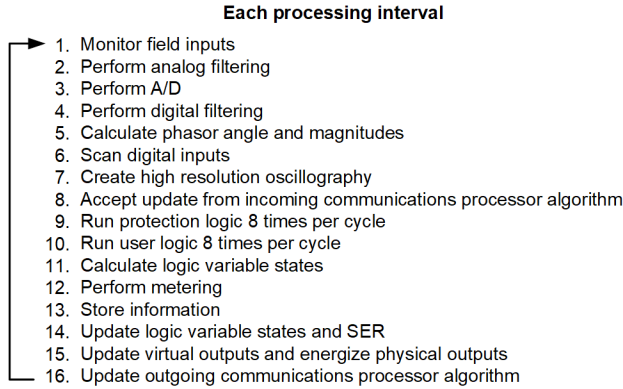 Each processing interval
1. Monitor field inputs
2. Perform analog filtering
3. Perform A/D
4. Perform digital filtering
5. Calculate phasor angle and magnitudes
6. Scan digital inputs
7. Create high resolution oscillography
8. Accept update from incoming communications processor algorithm
9. Run protection logic 8 times per cycle
10. Run user logic 8 times per cycle
11. Calculate logic variable states
12. Perform metering
13. Store information
14. Update logic variable states and SER
15. Update virtual outputs and energize physical outputs
16. Update outgoing communications processor algorithm